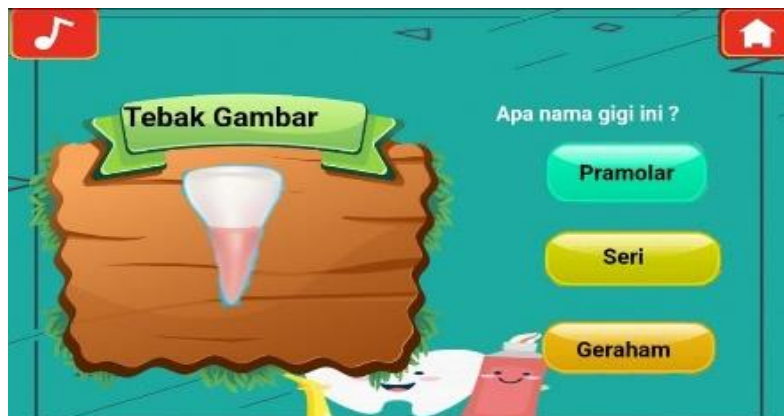 Tebak Gambar
Apa nama gigi ini ?
Pramolar
Seri
Geraham